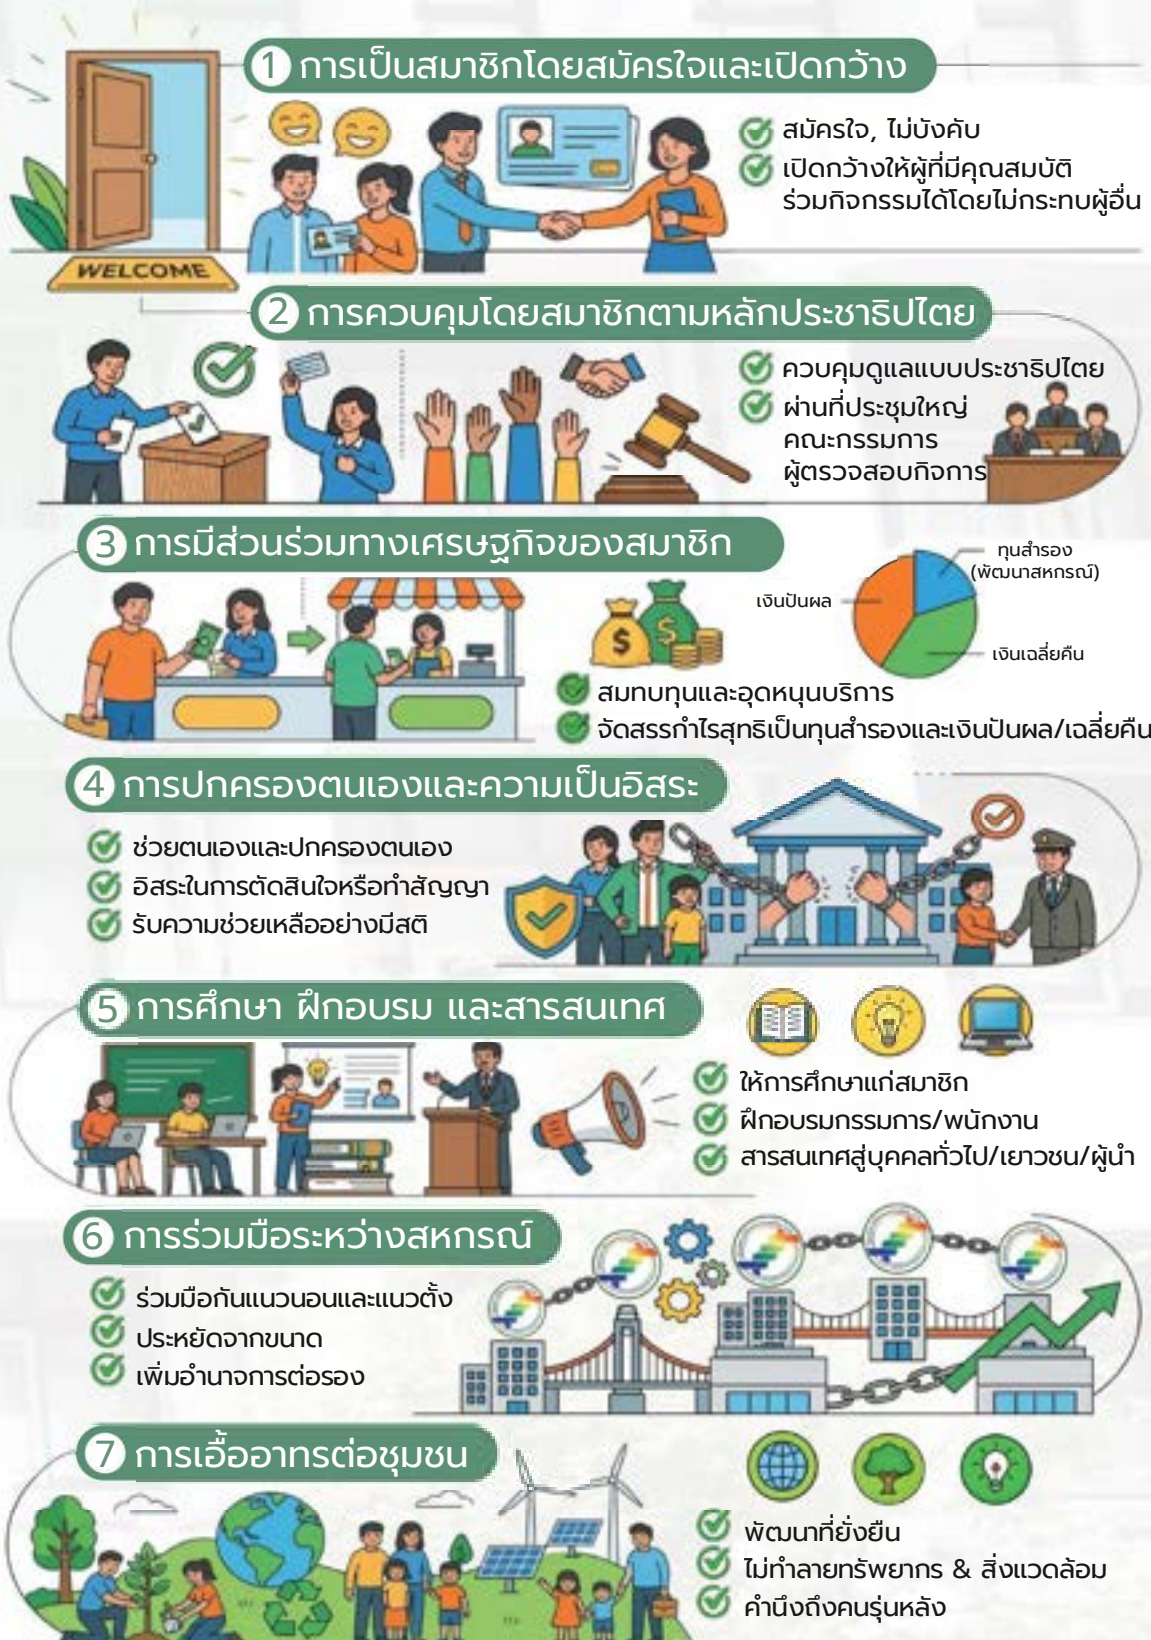 1 การเป็นสมาชิกโดยสมัครใจและเปิดกว้าง
สมัครใจ, ไม่บังคับ
เปิดกว้างให้ผู้ที่มีคุณสมบัติ
ร่วมกิจกรรมได้โดยไม่กระทบผู้อื่น
WELCOME
2 การควบคุมโดยสมาชิกตามหลักประชาธิปไตย
ควบคุมดูแลแบบประชาธิปไตย
ผ่านที่ประชุมใหญ่
คณะกรรมการ
ผู้ตรวจสอบกิจการ
3 การมีส่วนร่วมทางเศรษฐกิจของสมาชิก
ทุนสำรอง
(พัฒนาสหกรณ์)
เงินปันผล
เงินเฉลี่ยคืน
$ $
สมทบทุนและอุดหนุนบริการ
จัดสรรกำไรสุทธิเป็นทุนสำรองและเงินปันผล/เฉลี่ยคืน
4 การปกครองตนเองและความเป็นอิสระ
ช่วยตนเองและปกครองตนเอง
อิสระในการตัดสินใจหรือทำสัญญา
รับความช่วยเหลืออย่างมีสติ
5 การศึกษา ฝึกอบรม และสารสนเทศ
ให้การศึกษาแก่สมาชิก
ฝึกอบรมกรรมการ/พนักงาน
สารสนเทศสู่บุคคลทั่วไป/เยาวชน/ผู้นำ
6 การร่วมมือระหว่างสหกรณ์
ร่วมมือกันแนวนอนและแนวตั้ง
ประหยัดจากขนาด
เพิ่มอำนาจการต่อรอง
7 การเอื้ออาทรต่อชุมชน
พัฒนาที่ยั่งยืน
ไม่ทำลายทรัพยากร & สิ่งแวดล้อม
คำนึงถึงคนรุ่นหลัง